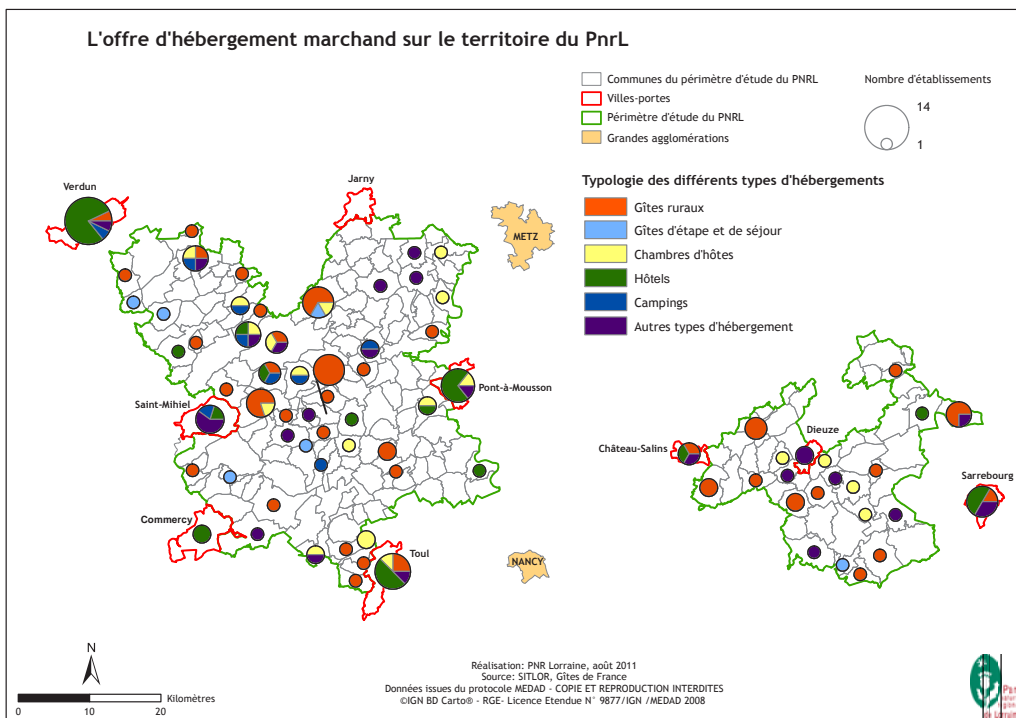 L'offre d'hébergement marchand sur le territoire du PnrL
Communes du périmètre d'étude du PNRL
Villes-portes
Périmètre d'étude du PNRL
Grandes agglomérations
Nombre d'établissements
14
1
Typologie des différents types d'hébergements
Gîtes ruraux
Gîtes d'étape et de séjour
Chambres d'hôtes
Hôtels
Campings
Autres types d'hébergement
Verdun
Jarny
METZ
Pont-à-Mousson
Saint-Mihiel
Commercy
Toul
NANCY
Château-Salins
Dieuze
Sarrebourg
N
0 10 20 Kilomètres
Réalisation: PNR Lorraine, août 2011
Source: SITLOR, Gîtes de France
Données issues du protocole MEDAD - COPIE ET REPRODUCTION INTERDITES
©IGN BD Carto® - RGE- Licence Etendue N° 9877/IGN /MEDAD 2008
de Lorraine